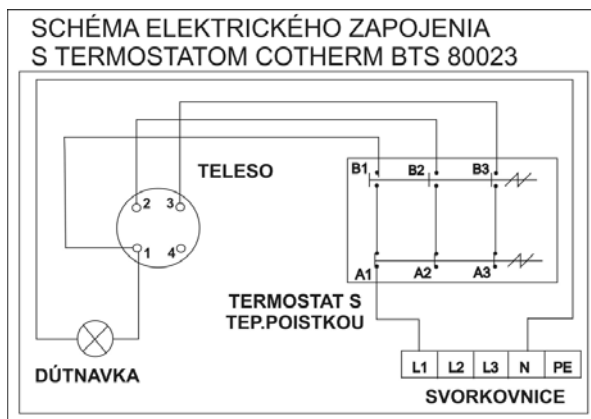 SCHÉMA ELEKTRICKÉHO ZAPOJENIA
S TERMOSTATOM COTHERM BTS 80023
B1 B2 B3
TELESO
2 3
1 4
A1 A2 A3
TERMOSTAT S
TEP.POISTKOU
L1 L2 L3 N PE
DÚTNAVKA
SVORKOVNICE